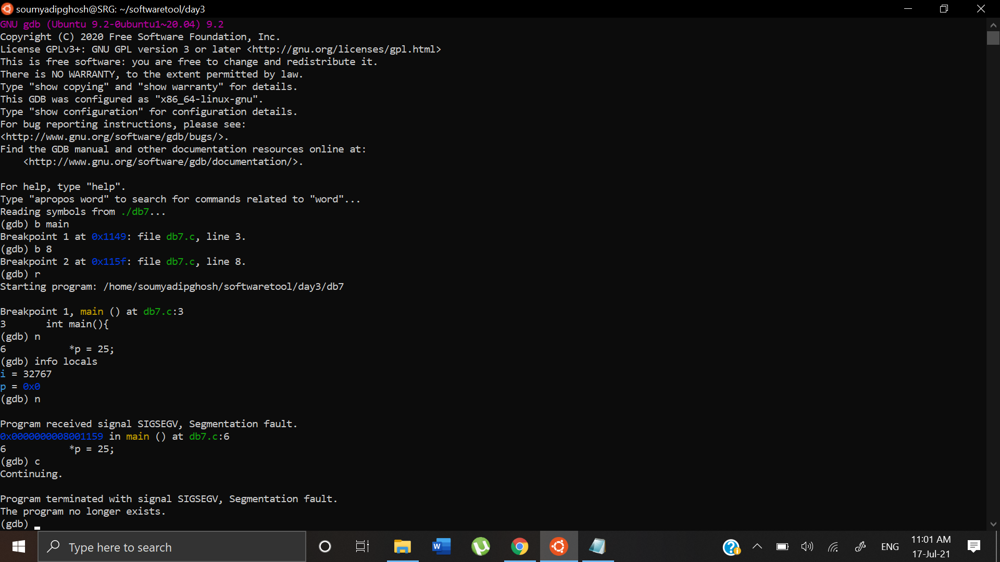 soumyadipghosh@SRG: ~/softwaretool/day3
GNU gdb (Ubuntu 9.2-0ubuntu1~20.04) 9.2
Copyright (C) 2020 Free Software Foundation, Inc.
License GPLv3+: GNU GPL version 3 or later <http://gnu.org/licenses/gpl.html>
This is free software: you are free to change and redistribute it.
There is NO WARRANTY, to the extent permitted by law.
Type "show copying" and "show warranty" for details.
This GDB was configured as "x86_64-linux-gnu".
Type "show configuration" for configuration details.
For bug reporting instructions, please see:
<http://www.gnu.org/software/gdb/bugs/>.
Find the GDB manual and other documentation resources online at:
    <http://www.gnu.org/software/gdb/documentation/>.

For help, type "help".
Type "apropos word" to search for commands related to "word"...
Reading symbols from ./db7...
(gdb) b main
Breakpoint 1 at 0x1149: file db7.c, line 3.
(gdb) b 8
Breakpoint 2 at 0x115f: file db7.c, line 8.
(gdb) r
Starting program: /home/soumyadipghosh/softwaretool/day3/db7

Breakpoint 1, main () at db7.c:3
3       int main(){
(gdb) n
6           *p = 25;
(gdb) info locals
i = 32767
p = 0x0
(gdb) n

Program received signal SIGSEGV, Segmentation fault.
0x0000000008001159 in main () at db7.c:6
6           *p = 25;
(gdb) c
Continuing.

Program terminated with signal SIGSEGV, Segmentation fault.
The program no longer exists.
(gdb)
Type here to search
W
ENG
11:01 AM
17-Jul-21